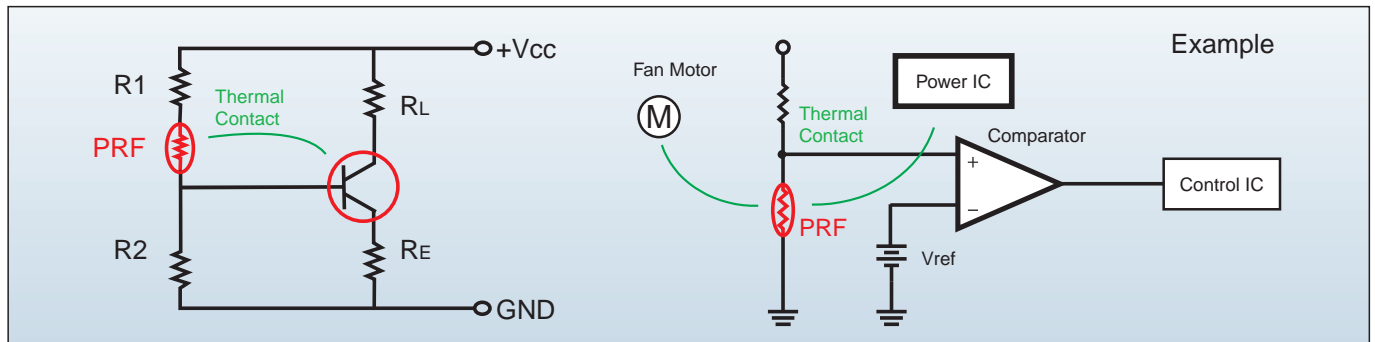 +Vcc
R1
Thermal
Contact
RL
PRF
R2
RE
GND
Example
Fan Motor
M
Power IC
Thermal
Contact
Comparator
+
−
Control IC
PRF
Vref